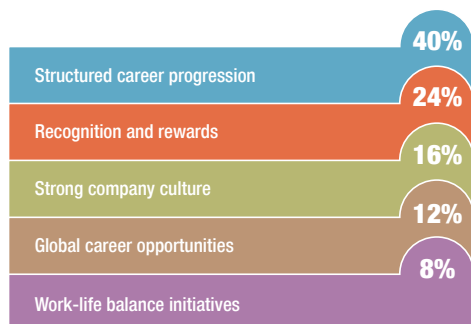 40%
Structured career progression
24%
Recognition and rewards
16%
Strong company culture
12%
Global career opportunities
8%
Work-life balance initiatives